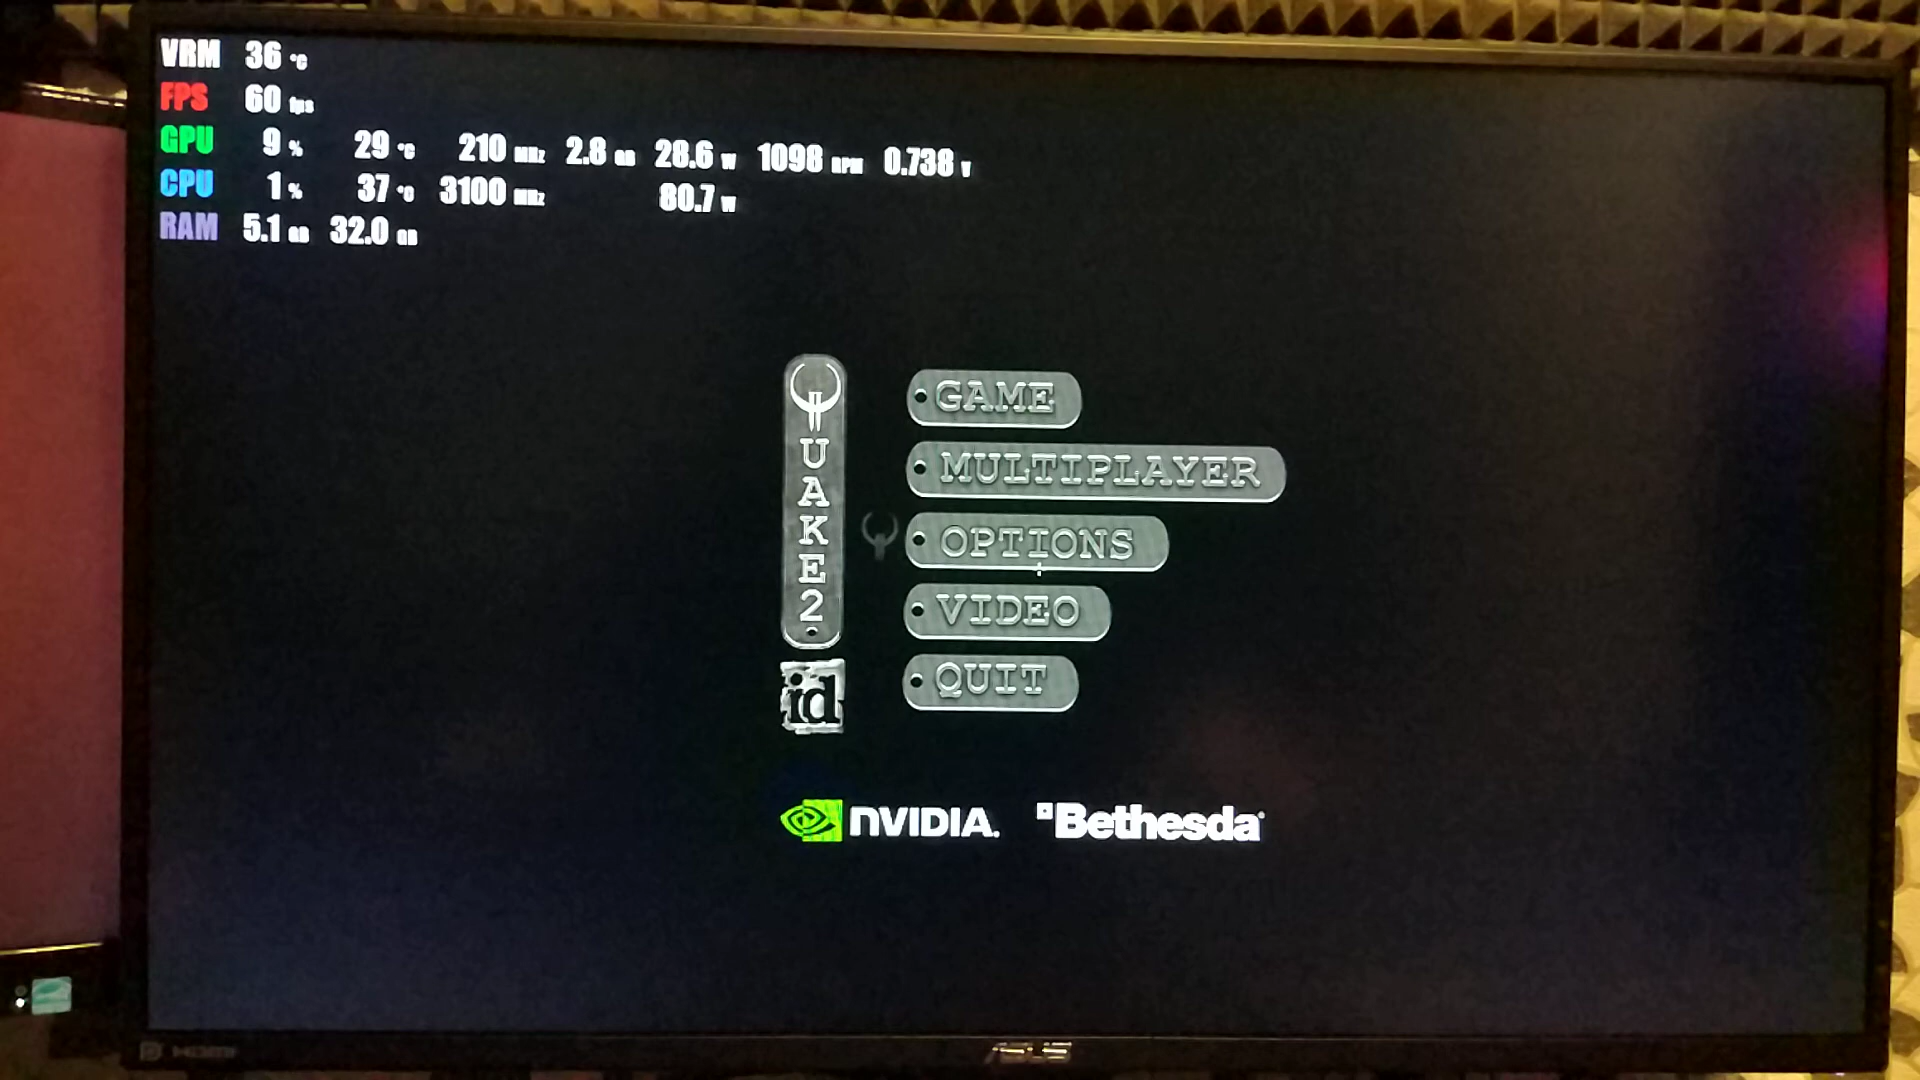 VRM 36 °C
FPS 60 fps
GPU 9 % 29 °C 210 MHz 2.8 GB 28.6 W 1098 RPM 0.738 V
CPU 1 % 37 °C 3100 MHz 80.7 W
RAM 5.1 GB 32.0 GB
QUAKE2
GAME
MULTIPLAYER
OPTIONS
VIDEO
QUIT
id
NVIDIA.
Bethesda
HDMI
ASUS